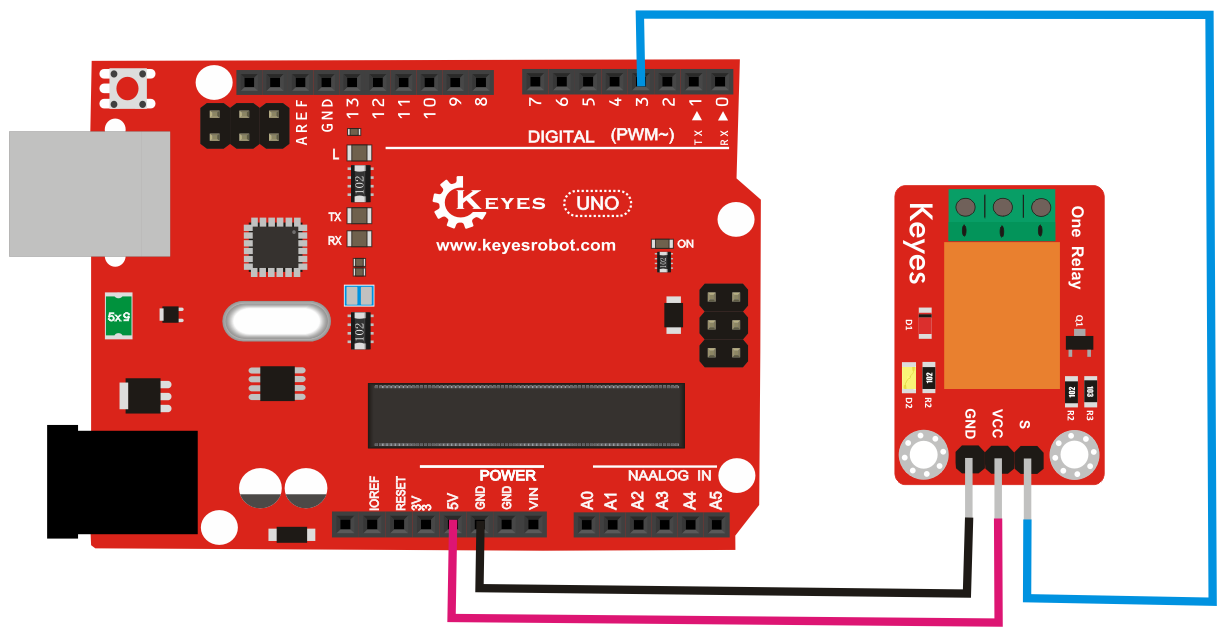 AREF
GND
13
12
11
10
9
8
7
6
5
4
3
2
TX ▶ 1
RX ▶ 0
DIGITAL (PWM~)
L
102
TX
RX
KEYES UNO
www.keyesrobot.com
ON
102
5x9
102
POWER
NAALOG IN
IOREF
RESET
3V
3
5V
GND
GND
VIN
A0
A1
A2
A3
A4
A5
Keyes
One Relay
D1
Q1
D2
102
R2
102
R2
103
R3
GND
VCC
S